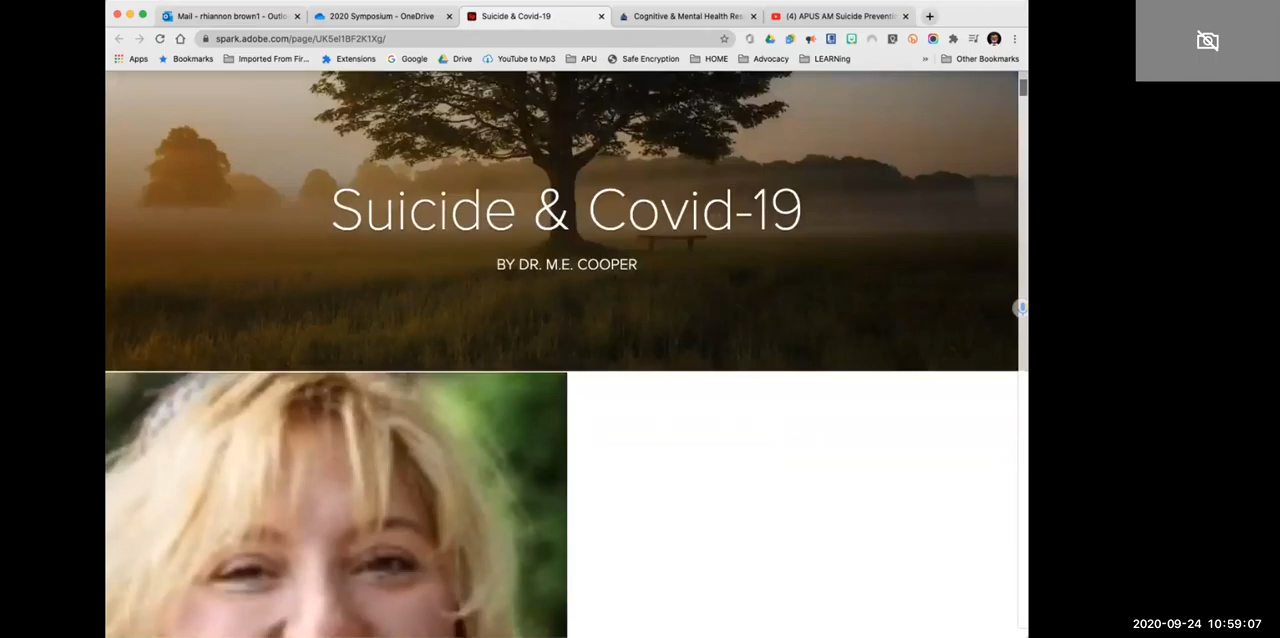 Mail - rhiannon brown1 - Outlo
2020 Symposium - OneDrive
Suicide & Covid-19
Cognitive & Mental Health Res
(4) APUS AM Suicide Preventi
spark.adobe.com/page/UK5eI1BF2K1Xg/
Apps
Bookmarks
Imported From Fir...
Extensions
Google
Drive
YouTube to Mp3
APU
Safe Encryption
HOME
Advocacy
LEARNing
»
Other Bookmarks
Suicide & Covid-19
BY DR. M.E. COOPER
2020-09-24 10:59:07